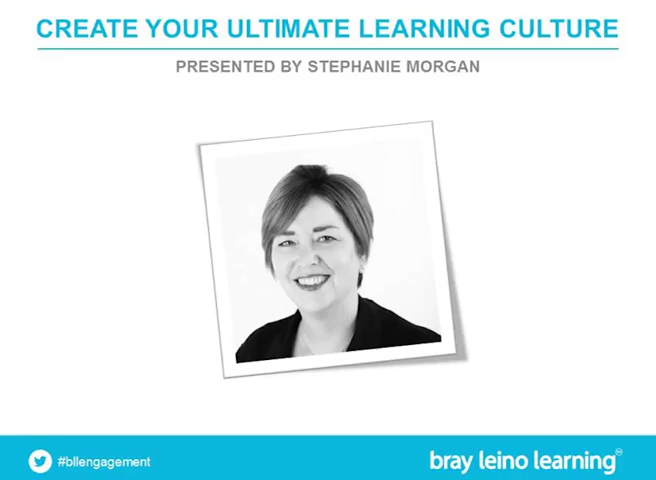 CREATE YOUR ULTIMATE LEARNING CULTURE
PRESENTED BY STEPHANIE MORGAN
#bllengagement
bray leino learning